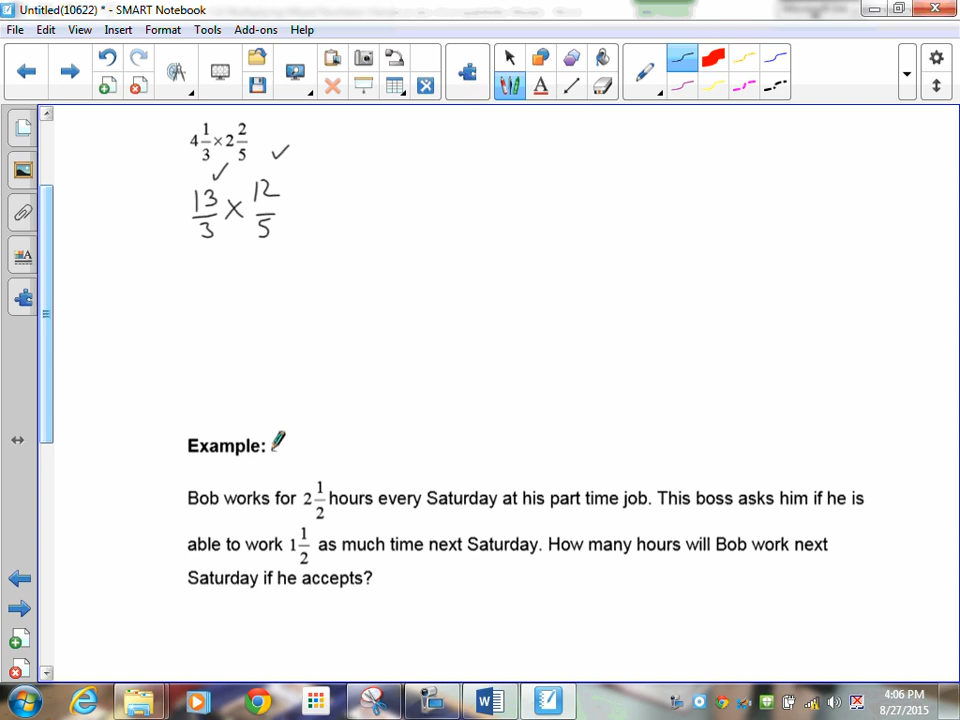 Untitled(10622) * - SMART Notebook
File Edit View Insert Format Tools Add-ons Help
4 1/3 × 2 2/5 ✓
✓
13/3 × 12/5
Example:
Bob works for 2 1/2 hours every Saturday at his part time job. This boss asks him if he is
able to work 1 1/2 as much time next Saturday. How many hours will Bob work next
Saturday if he accepts?
4:06 PM
8/27/2015